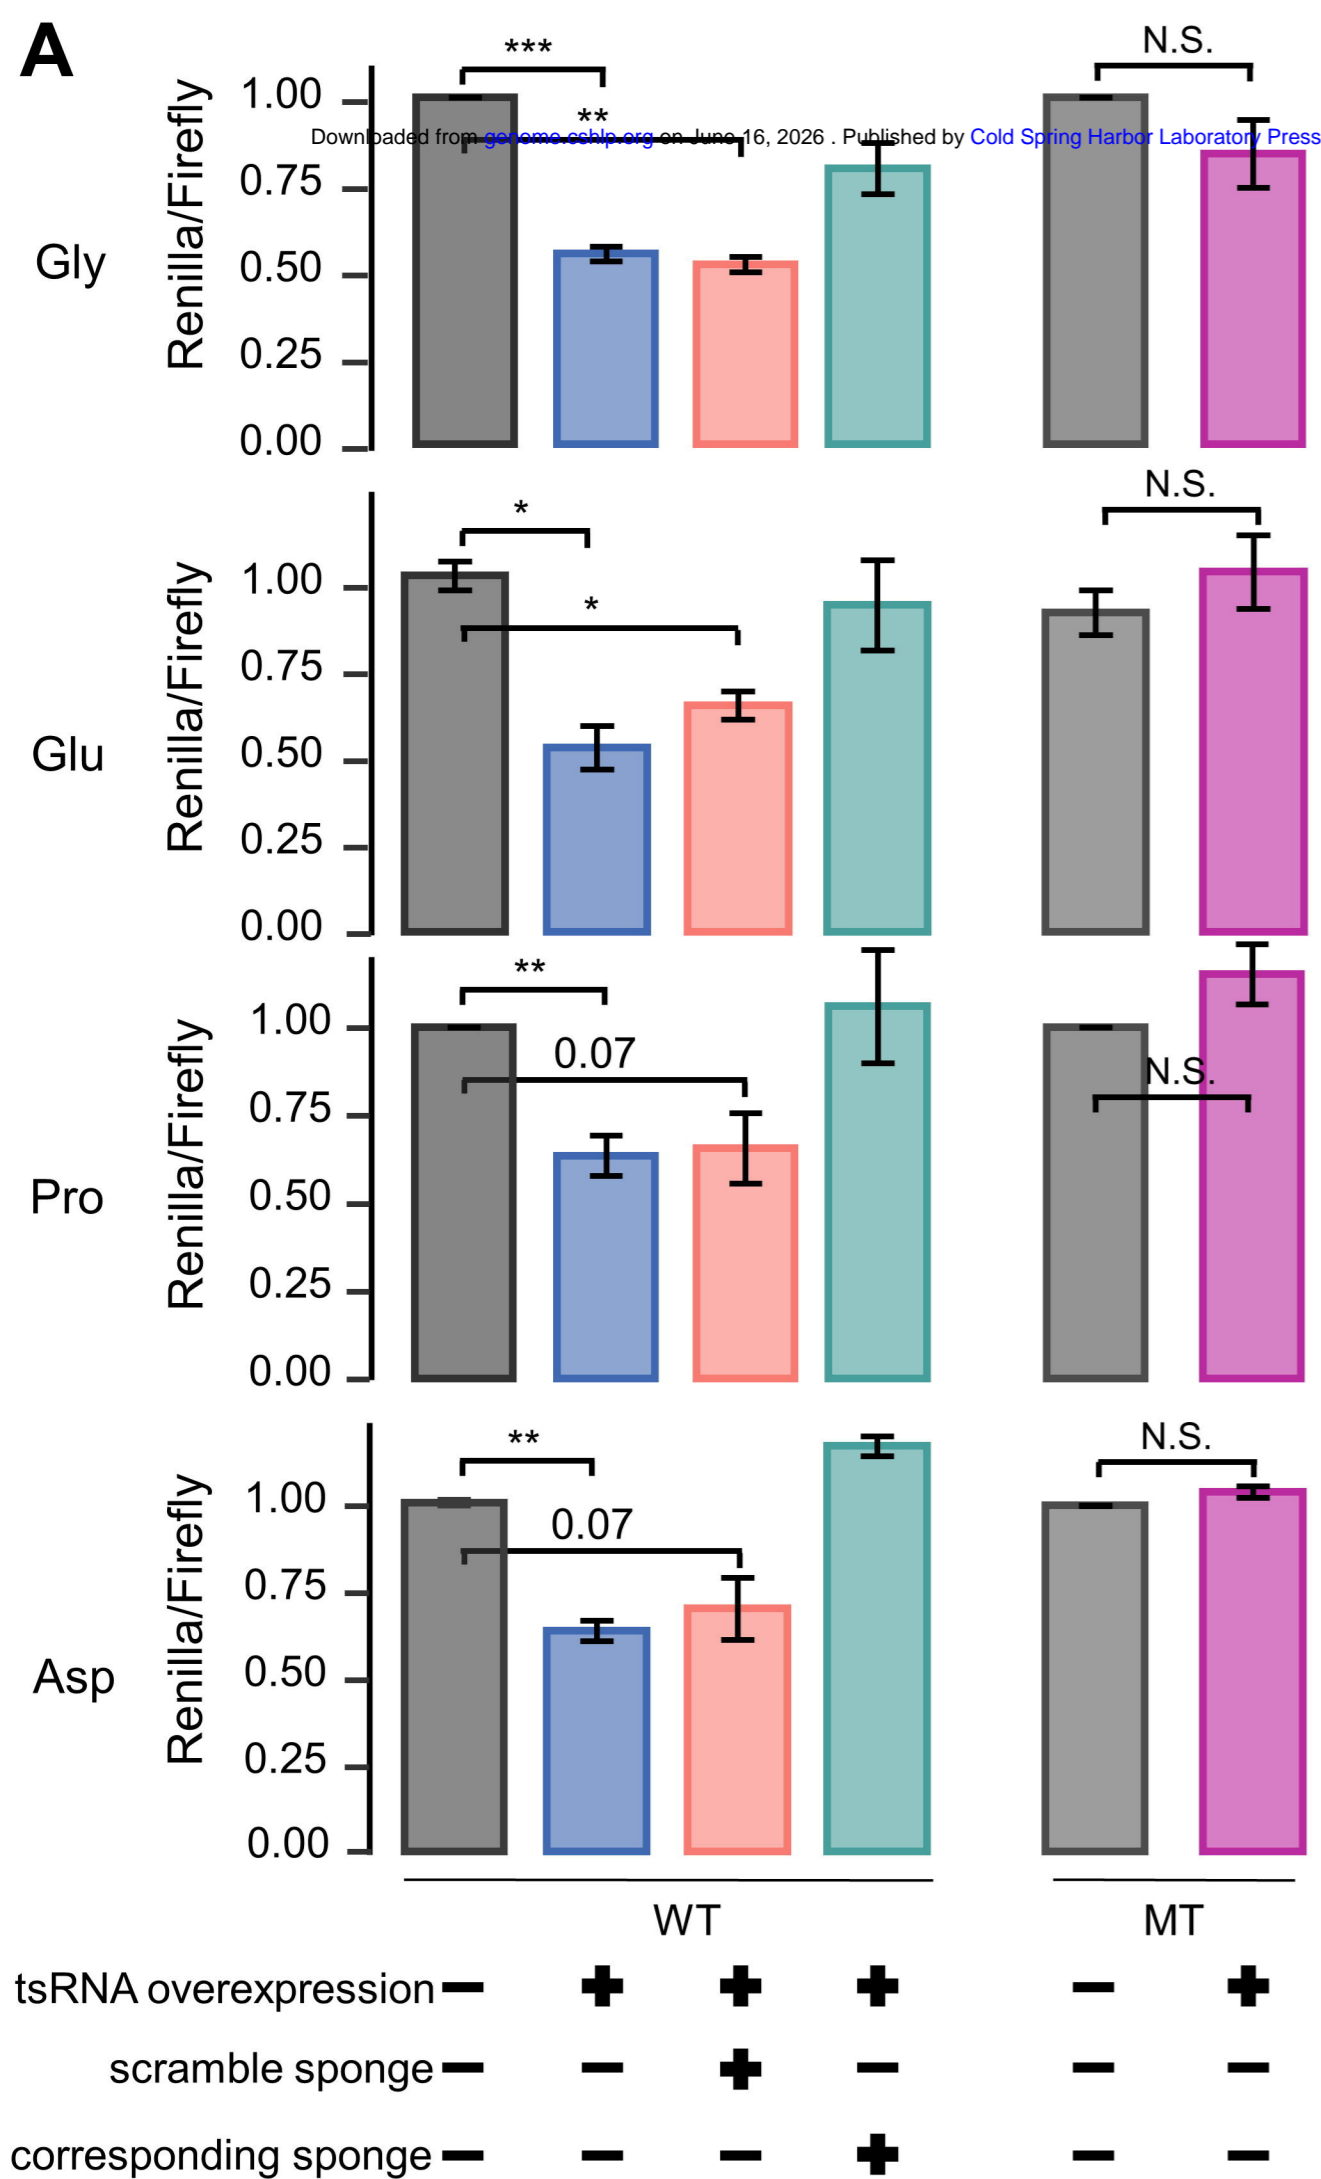 A
***
N.S.
1.00
**
Downloaded from genome.cshlp.org on June 16, 2026 . Published by Cold Spring Harbor Laboratory Press
0.75
Gly
Renilla/Firefly
0.50
0.25
0.00
N.S.
*
1.00
*
0.75
Glu
Renilla/Firefly
0.50
0.25
0.00
**
1.00
0.07
N.S.
0.75
Pro
Renilla/Firefly
0.50
0.25
0.00
**
N.S.
1.00
0.07
0.75
Asp
Renilla/Firefly
0.50
0.25
0.00
WT MT
tsRNA overexpression − + + + − +
scramble sponge − − + − − −
corresponding sponge − − − + − −